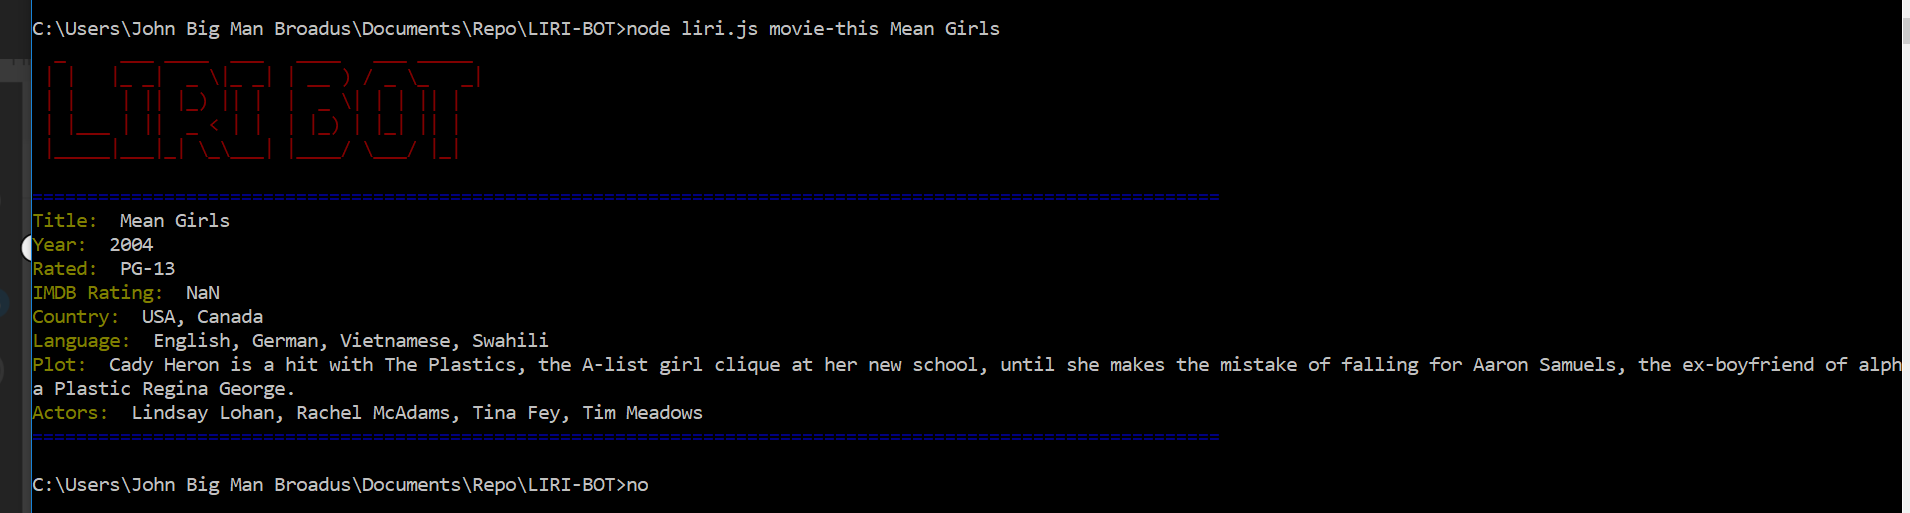 C:\Users\John Big Man Broadus\Documents\Repo\LIRI-BOT>node liri.js movie-this Mean Girls
LIRI BOT
Title:  Mean Girls
Year:  2004
Rated:  PG-13
IMDB Rating:  NaN
Country:  USA, Canada
Language:  English, German, Vietnamese, Swahili
Plot:  Cady Heron is a hit with The Plastics, the A-list girl clique at her new school, until she makes the mistake of falling for Aaron Samuels, the ex-boyfriend of alph
a Plastic Regina George.
Actors:  Lindsay Lohan, Rachel McAdams, Tina Fey, Tim Meadows
C:\Users\John Big Man Broadus\Documents\Repo\LIRI-BOT>no